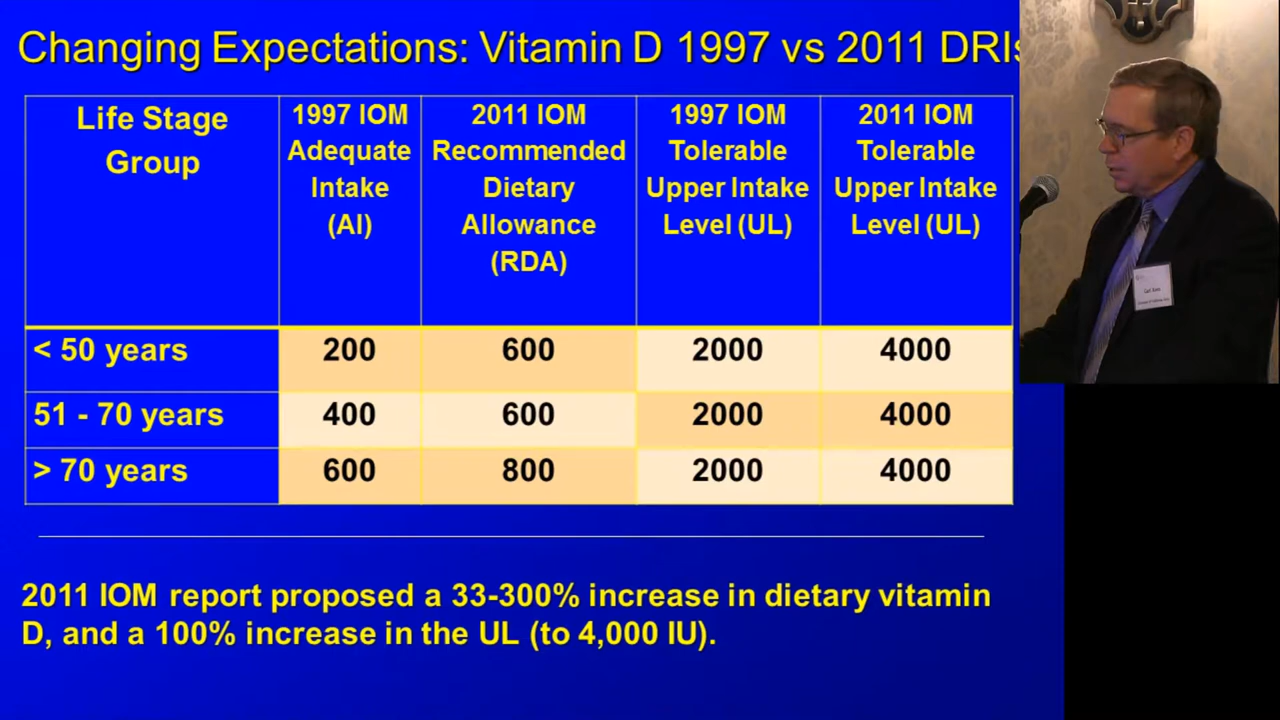 Changing Expectations: Vitamin D 1997 vs 2011 DRIs
Life Stage
Group
1997 IOM
Adequate
Intake
(AI)
2011 IOM
Recommended
Dietary
Allowance
(RDA)
1997 IOM
Tolerable
Upper Intake
Level (UL)
2011 IOM
Tolerable
Upper Intake
Level (UL)
< 50 years 200 600 2000 4000
51 - 70 years 400 600 2000 4000
> 70 years 600 800 2000 4000
2011 IOM report proposed a 33-300% increase in dietary vitamin
D, and a 100% increase in the UL (to 4,000 IU).